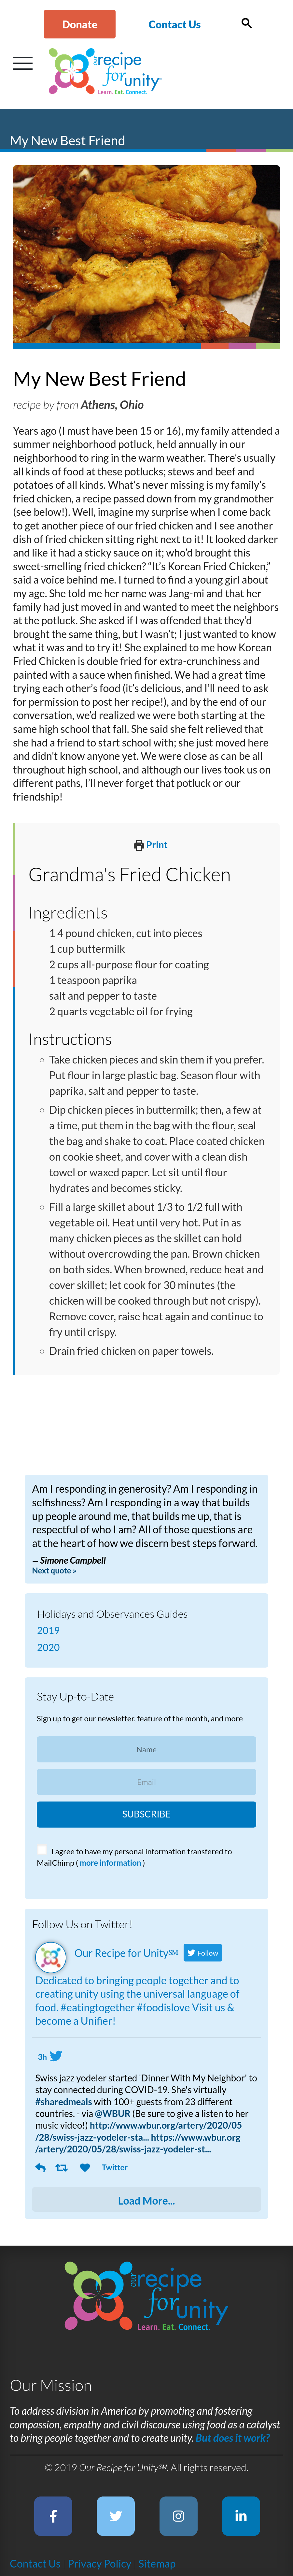 Donate
Contact Us
our recipe
for unity
Learn. Eat. Connect.
My New Best Friend
My New Best Friend
recipe by from Athens, Ohio
Years ago (I must have been 15 or 16), my family attended a
summer neighborhood potluck, held annually in our
neighborhood to ring in the warm weather. There's usually
all kinds of food at these potlucks; stews and beef and
potatoes of all kinds. What's never missing is my family's
fried chicken, a recipe passed down from my grandmother
(see below!). Well, imagine my surprise when I come back
to get another piece of our fried chicken and I see another
dish of fried chicken sitting right next to it! It looked darker
and like it had a sticky sauce on it; who'd brought this
sweet-smelling fried chicken? "It's Korean Fried Chicken,"
said a voice behind me. I turned to find a young girl about
my age. She told me her name was Jang-mi and that her
family had just moved in and wanted to meet the neighbors
at the potluck. She asked if I was offended that they'd
brought the same thing, but I wasn't; I just wanted to know
what it was and to try it! She explained to me how Korean
Fried Chicken is double fried for extra-crunchiness and
painted with a sauce when finished. We had a great time
trying each other's food (it's delicious, and I'll need to ask
for permission to post her recipe!), and by the end of our
conversation, we'd realized we were both starting at the
same high school that fall. She said she felt relieved that
she had a friend to start school with; she just moved here
and didn't know anyone yet. We were close as can be all
throughout high school, and although our lives took us on
different paths, I'll never forget that potluck or our
friendship!
Print
Grandma's Fried Chicken
Ingredients
1 4 pound chicken, cut into pieces
1 cup buttermilk
2 cups all-purpose flour for coating
1 teaspoon paprika
salt and pepper to taste
2 quarts vegetable oil for frying
Instructions
Take chicken pieces and skin them if you prefer.
Put flour in large plastic bag. Season flour with
paprika, salt and pepper to taste.
Dip chicken pieces in buttermilk; then, a few at
a time, put them in the bag with the flour, seal
the bag and shake to coat. Place coated chicken
on cookie sheet, and cover with a clean dish
towel or waxed paper. Let sit until flour
hydrates and becomes sticky.
Fill a large skillet about 1/3 to 1/2 full with
vegetable oil. Heat until very hot. Put in as
many chicken pieces as the skillet can hold
without overcrowding the pan. Brown chicken
on both sides. When browned, reduce heat and
cover skillet; let cook for 30 minutes (the
chicken will be cooked through but not crispy).
Remove cover, raise heat again and continue to
fry until crispy.
Drain fried chicken on paper towels.
Am I responding in generosity? Am I responding in
selfishness? Am I responding in a way that builds
up people around me, that builds me up, that is
respectful of who I am? All of those questions are
at the heart of how we discern best steps forward.
— Simone Campbell
Next quote »
Holidays and Observances Guides
2019
2020
Stay Up-to-Date
Sign up to get our newsletter, feature of the month, and more
Name
Email
SUBSCRIBE
I agree to have my personal information transfered to
MailChimp ( more information )
Follow Us on Twitter!
Our Recipe for Unity℠ Follow
Dedicated to bringing people together and to
creating unity using the universal language of
food. #eatingtogether #foodislove Visit us &
become a Unifier!
3h
Swiss jazz yodeler started 'Dinner With My Neighbor' to
stay connected during COVID-19. She's virtually
#sharedmeals with 100+ guests from 23 different
countries. - via @WBUR (Be sure to give a listen to her
music video!) http://www.wbur.org/artery/2020/05
/28/swiss-jazz-yodeler-sta... https://www.wbur.org
/artery/2020/05/28/swiss-jazz-yodeler-st...
Twitter
Load More...
our recipe
for unity
Learn. Eat. Connect.
Our Mission
To address division in America by promoting and fostering
compassion, empathy and civil discourse using food as a catalyst
to bring people together and to create unity. But does it work?
© 2019 Our Recipe for Unity℠. All rights reserved.
Contact Us Privacy Policy Sitemap